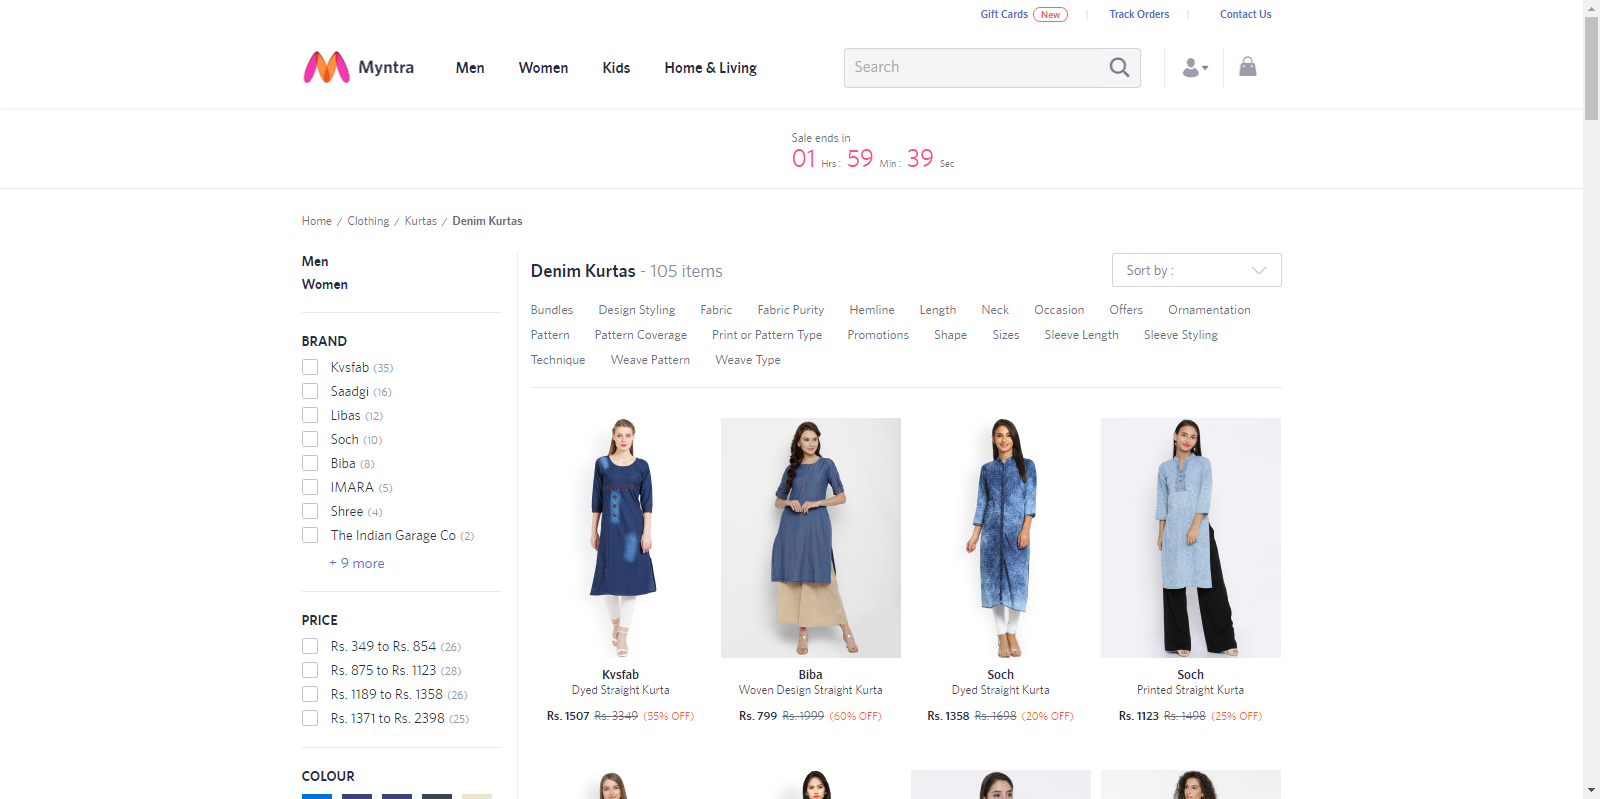 Gift Cards New Track Orders Contact Us
Myntra Men Women Kids Home & Living Search
Sale ends in
01 Hrs : 59 Min : 39 Sec
Home / Clothing / Kurtas / Denim Kurtas
Men
Women
BRAND
Kvsfab (35)
Saadgi (16)
Libas (12)
Soch (10)
Biba (8)
IMARA (5)
Shree (4)
The Indian Garage Co (2)
+ 9 more
PRICE
Rs. 349 to Rs. 854 (26)
Rs. 875 to Rs. 1123 (28)
Rs. 1189 to Rs. 1358 (26)
Rs. 1371 to Rs. 2398 (25)
COLOUR
Denim Kurtas - 105 items
Sort by :
Bundles Design Styling Fabric Fabric Purity Hemline Length Neck Occasion Offers Ornamentation
Pattern Pattern Coverage Print or Pattern Type Promotions Shape Sizes Sleeve Length Sleeve Styling
Technique Weave Pattern Weave Type
Kvsfab
Dyed Straight Kurta
Rs. 1507 Rs. 3349 (55% OFF)
Biba
Woven Design Straight Kurta
Rs. 799 Rs. 1999 (60% OFF)
Soch
Dyed Straight Kurta
Rs. 1358 Rs. 1698 (20% OFF)
Soch
Printed Straight Kurta
Rs. 1123 Rs. 1498 (25% OFF)